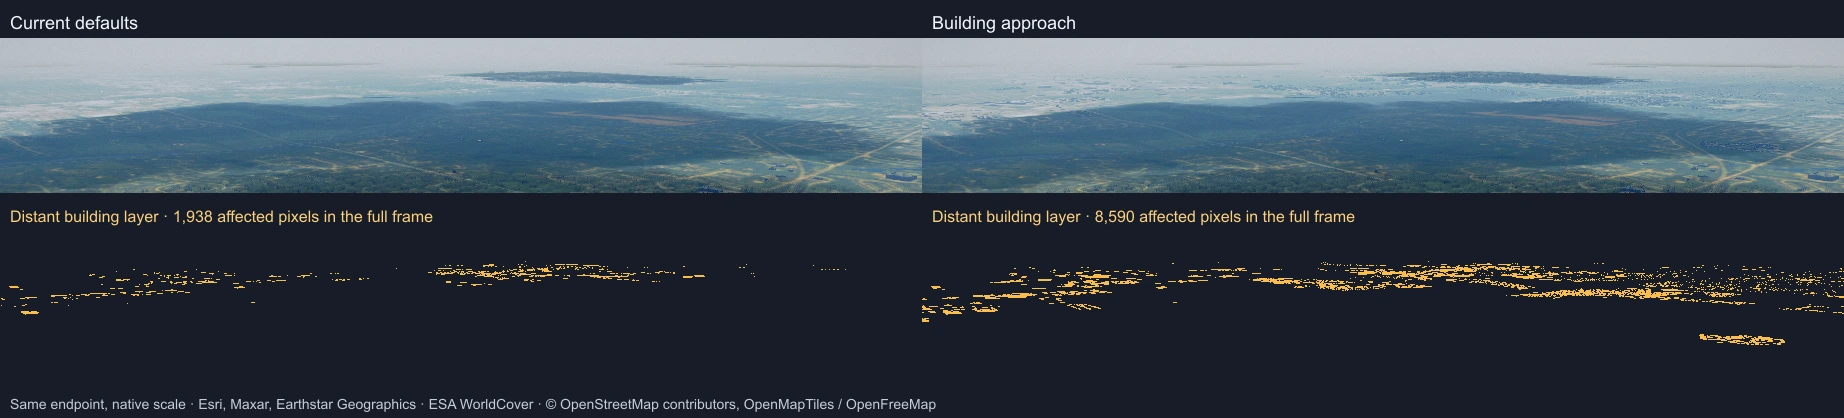 Current defaults
Building approach
Distant building layer · 1,938 affected pixels in the full frame
Distant building layer · 8,590 affected pixels in the full frame
Same endpoint, native scale · Esri, Maxar, Earthstar Geographics · ESA WorldCover · © OpenStreetMap contributors, OpenMapTiles / OpenFreeMap